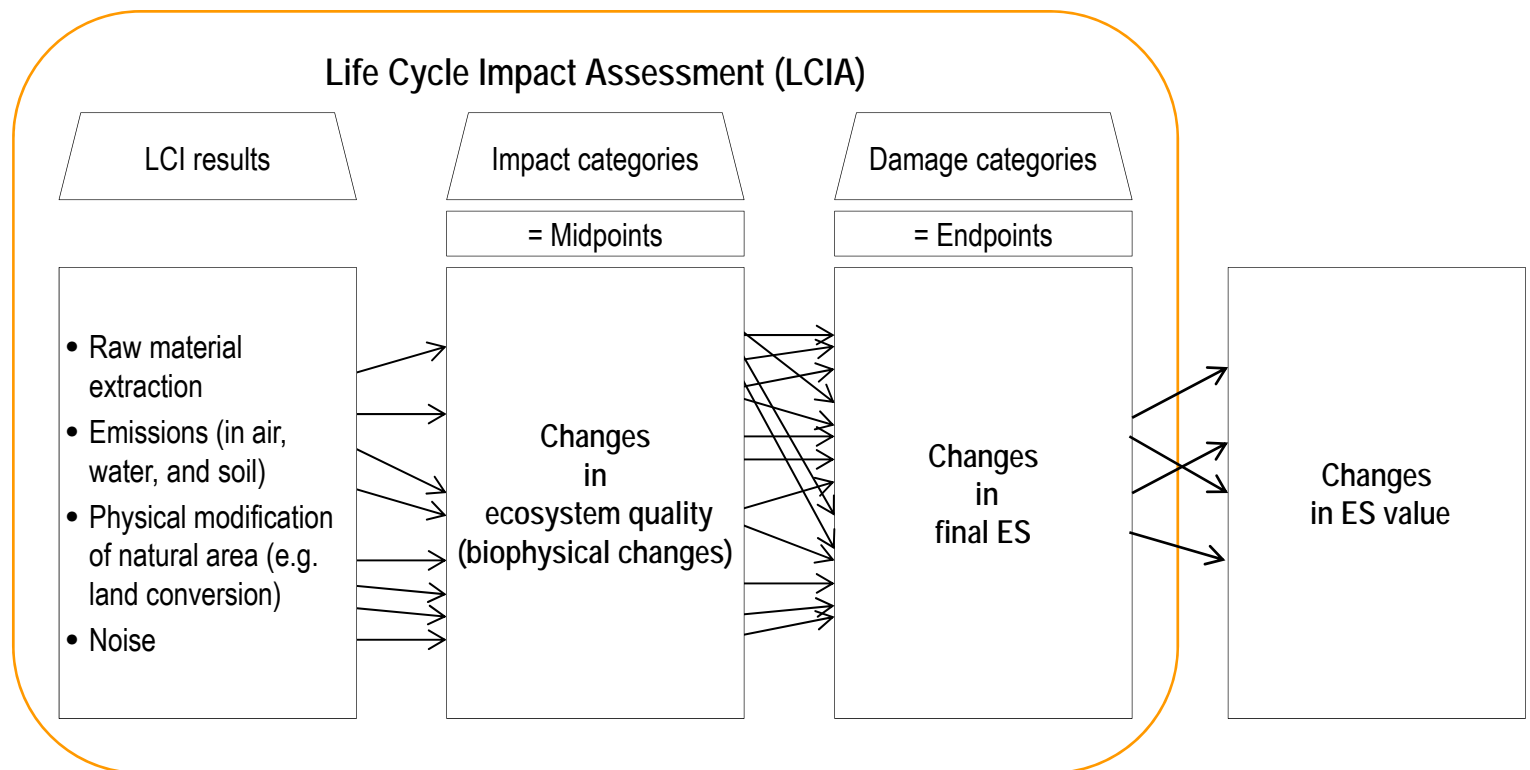 Life Cycle Impact Assessment (LCIA)
LCI results
Impact categories
Damage categories
= Midpoints
= Endpoints
• Raw material
extraction
• Emissions (in air,
water, and soil)
• Physical modification
of natural area (e.g.
land conversion)
• Noise
Changes
in
ecosystem quality
(biophysical changes)
Changes
in
final ES
Changes
in ES value